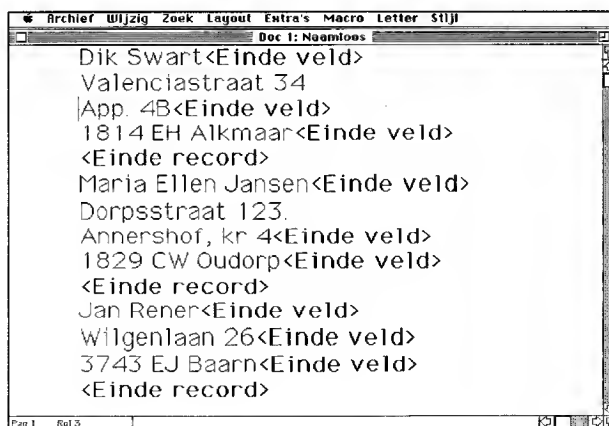 Archief Wijzig Zoek Layout Extra's Macro Letter Stijl
Doc 1: Naamloos
Dik Swart<Einde veld>
Valenciastraat 34
App. 4B<Einde veld>
1814 EH Alkmaar<Einde veld>
<Einde record>
Maria Ellen Jansen<Einde veld>
Dorpsstraat 123.
Annershof, kr 4<Einde veld>
1829 CW Oudorp<Einde veld>
<Einde record>
Jan Rener<Einde veld>
Wilgenlaan 26<Einde veld>
3743 EJ Baarn<Einde veld>
<Einde record>
Pag 1 Rgl 3